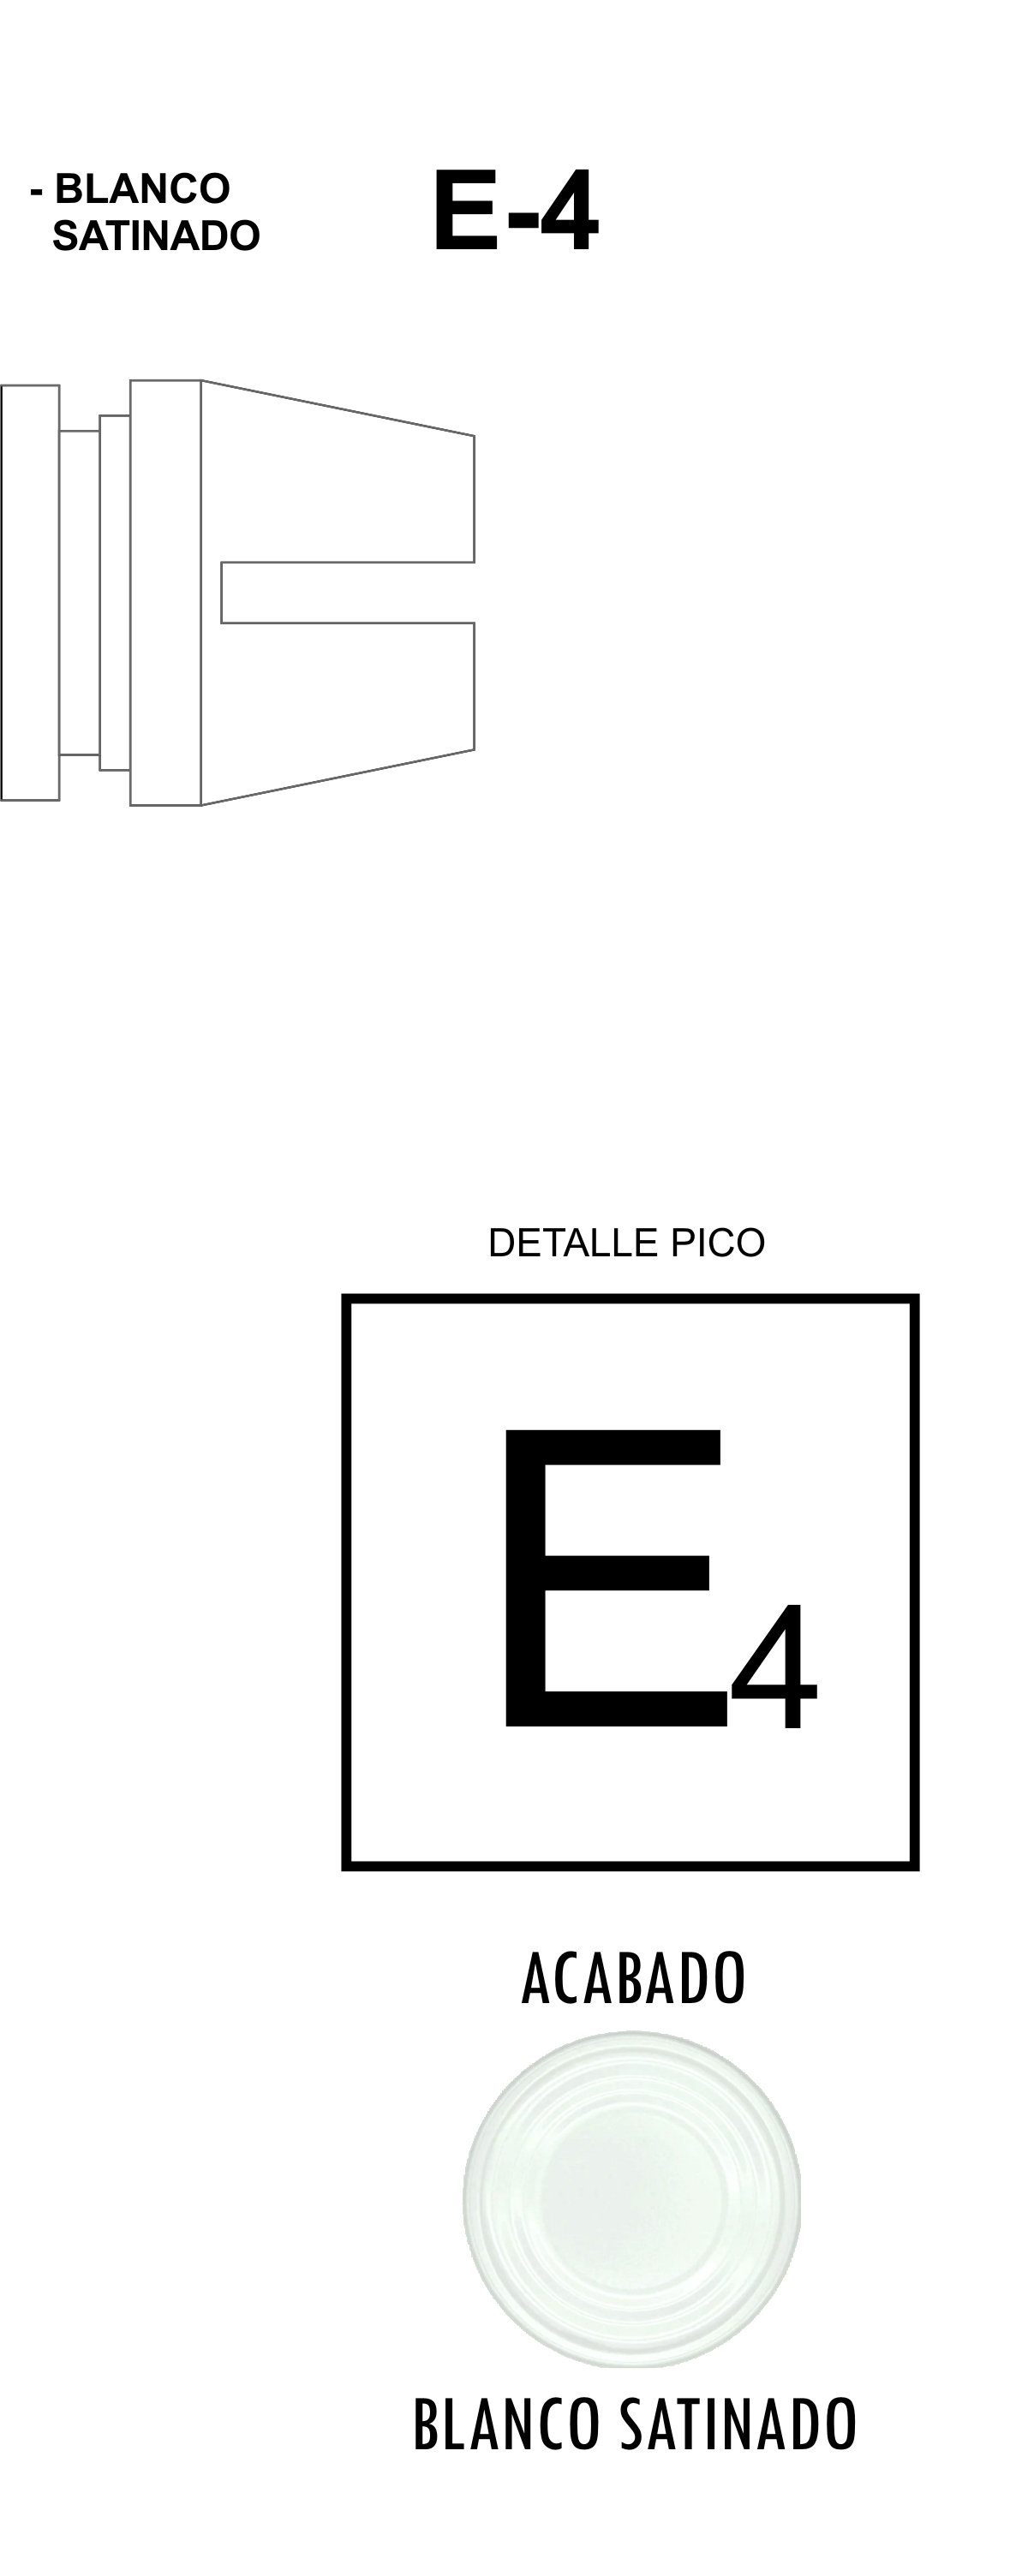 - BLANCO
SATINADO
E-4
DETALLE PICO
E4
ACABADO
BLANCO SATINADO